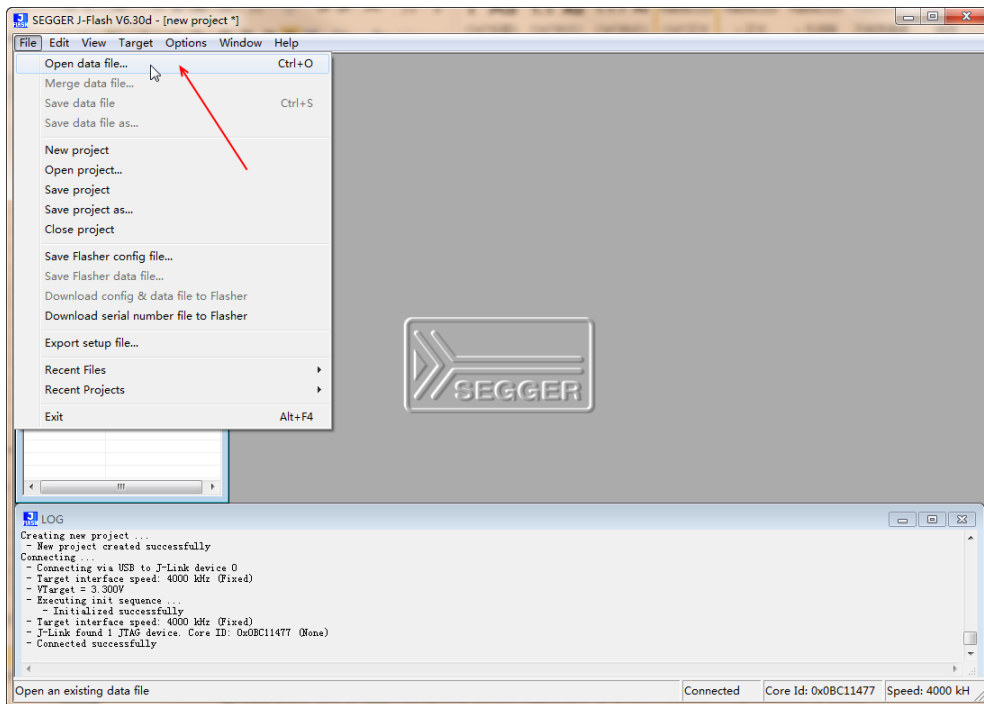 SEGGER J-Flash V6.30d - [new project *]
File Edit View Target Options Window Help
Open data file... Ctrl+O
Merge data file...
Save data file Ctrl+S
Save data file as...
New project
Open project...
Save project
Save project as...
Close project
Save Flasher config file...
Save Flasher data file...
Download config & data file to Flasher
Download serial number file to Flasher
Export setup file...
Recent Files
Recent Projects
Exit Alt+F4
SEGGER
LOG
Creating new project ...
- New project created successfully
Connecting ...
- Connecting via USB to J-Link device 0
- Target interface speed: 4000 kHz (Fixed)
- VTarget = 3.300V
- Executing init sequence ...
- Initialized successfully
- Target interface speed: 4000 kHz (Fixed)
- J-Link found 1 JTAG device. Core ID: 0x0BC11477 (None)
- Connected successfully
Open an existing data file Connected Core Id: 0x0BC11477 Speed: 4000 kH